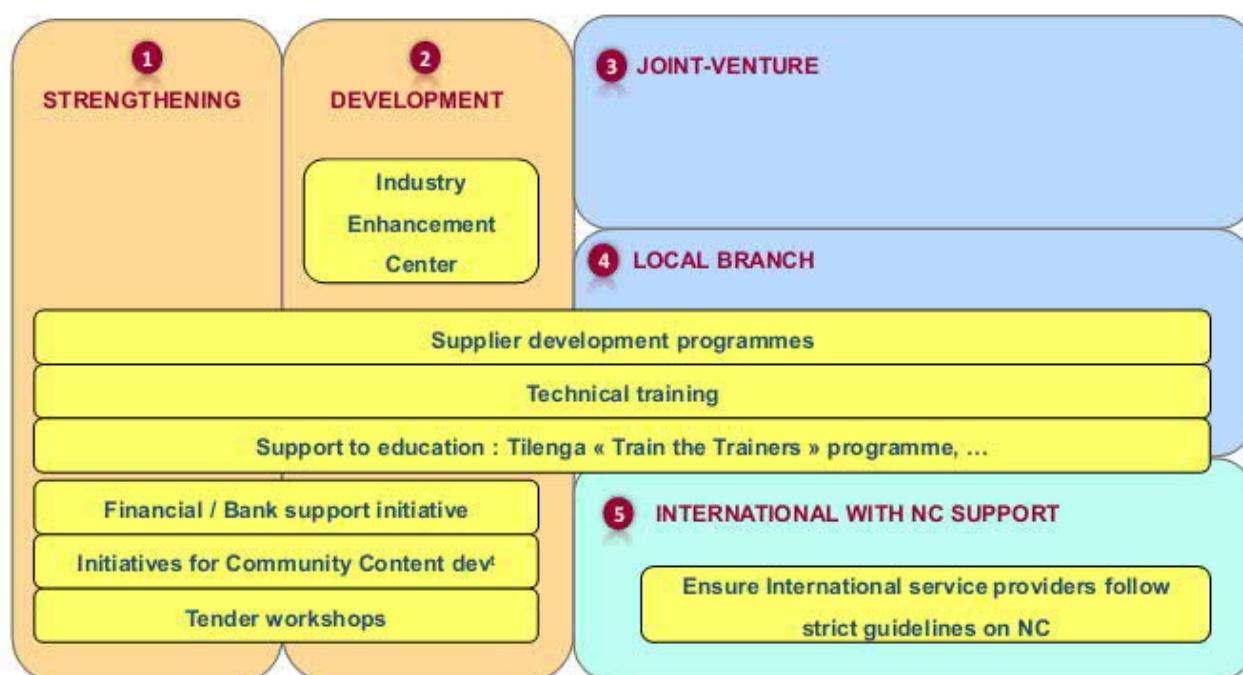 1
STRENGTHENING
2
DEVELOPMENT
Industry
Enhancement
Center
3 JOINT-VENTURE
4 LOCAL BRANCH
Supplier development programmes
Technical training
Support to education : Tilenga « Train the Trainers » programme, …
Financial / Bank support initiative
Initiatives for Community Content devᵗ
Tender workshops
5 INTERNATIONAL WITH NC SUPPORT
Ensure International service providers follow
strict guidelines on NC